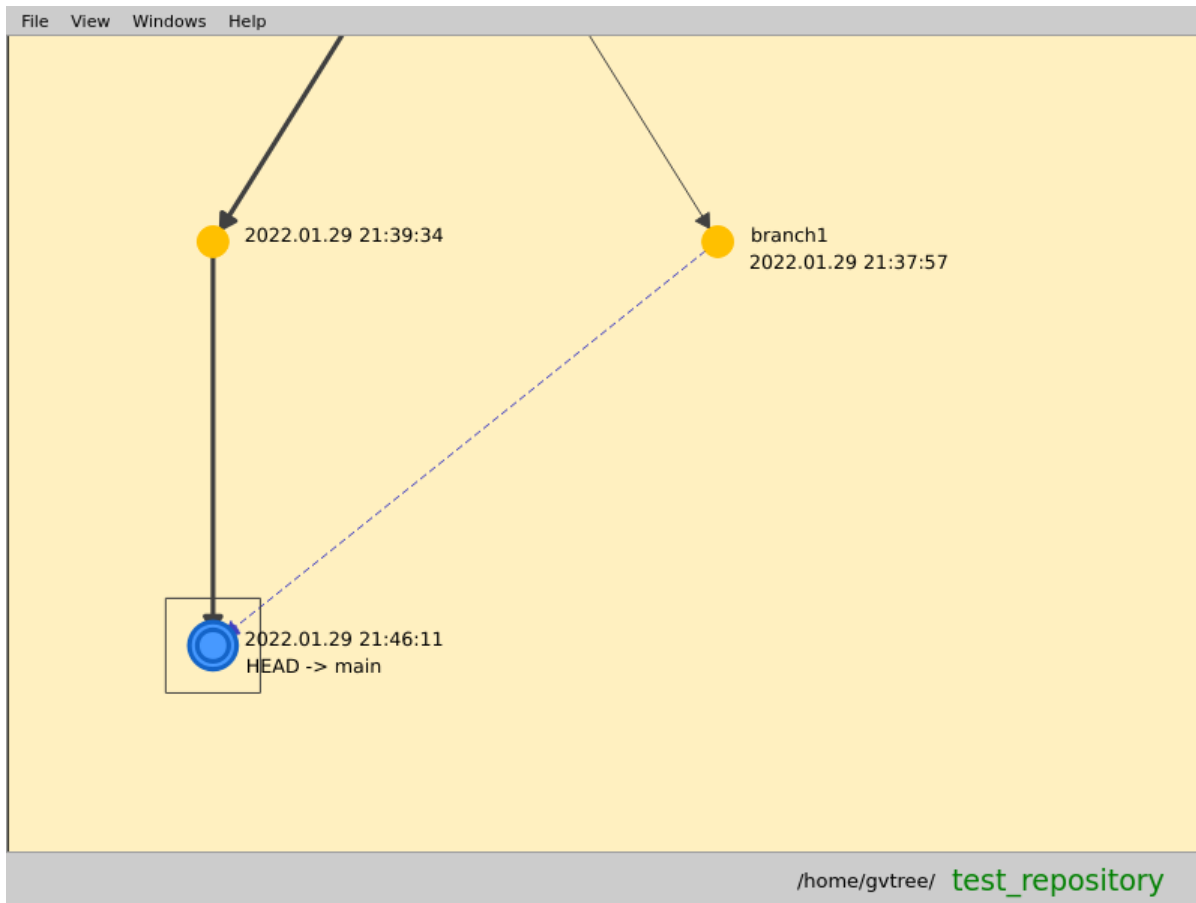 File View Windows Help
2022.01.29 21:39:34
branch1
2022.01.29 21:37:57
2022.01.29 21:46:11
HEAD -> main
/home/gvtree/ test_repository